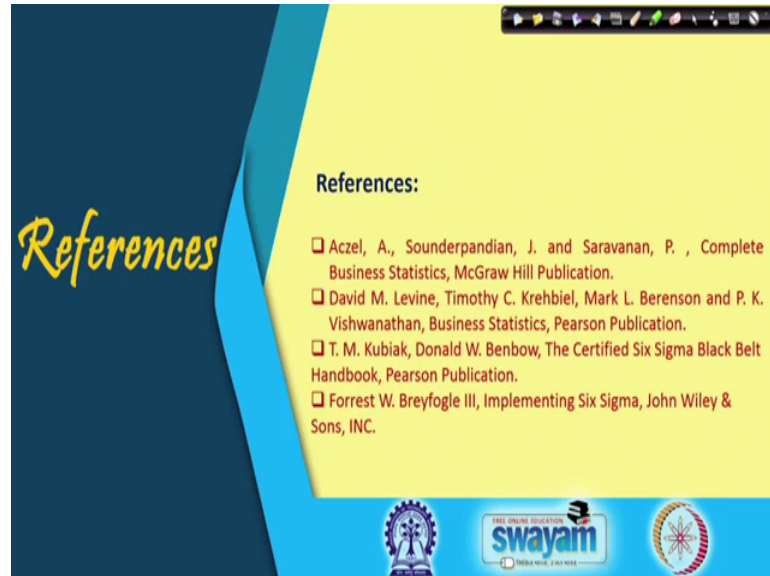 References
References:
❑ Aczel, A., Sounderpandian, J. and Saravanan, P. , Complete
Business Statistics, McGraw Hill Publication.
❑ David M. Levine, Timothy C. Krehbiel, Mark L. Berenson and P. K.
Vishwanathan, Business Statistics, Pearson Publication.
❑ T. M. Kubiak, Donald W. Benbow, The Certified Six Sigma Black Belt
Handbook, Pearson Publication.
❑ Forrest W. Breyfogle III, Implementing Six Sigma, John Wiley &
Sons, INC.
FREE ONLINE EDUCATION
swayam